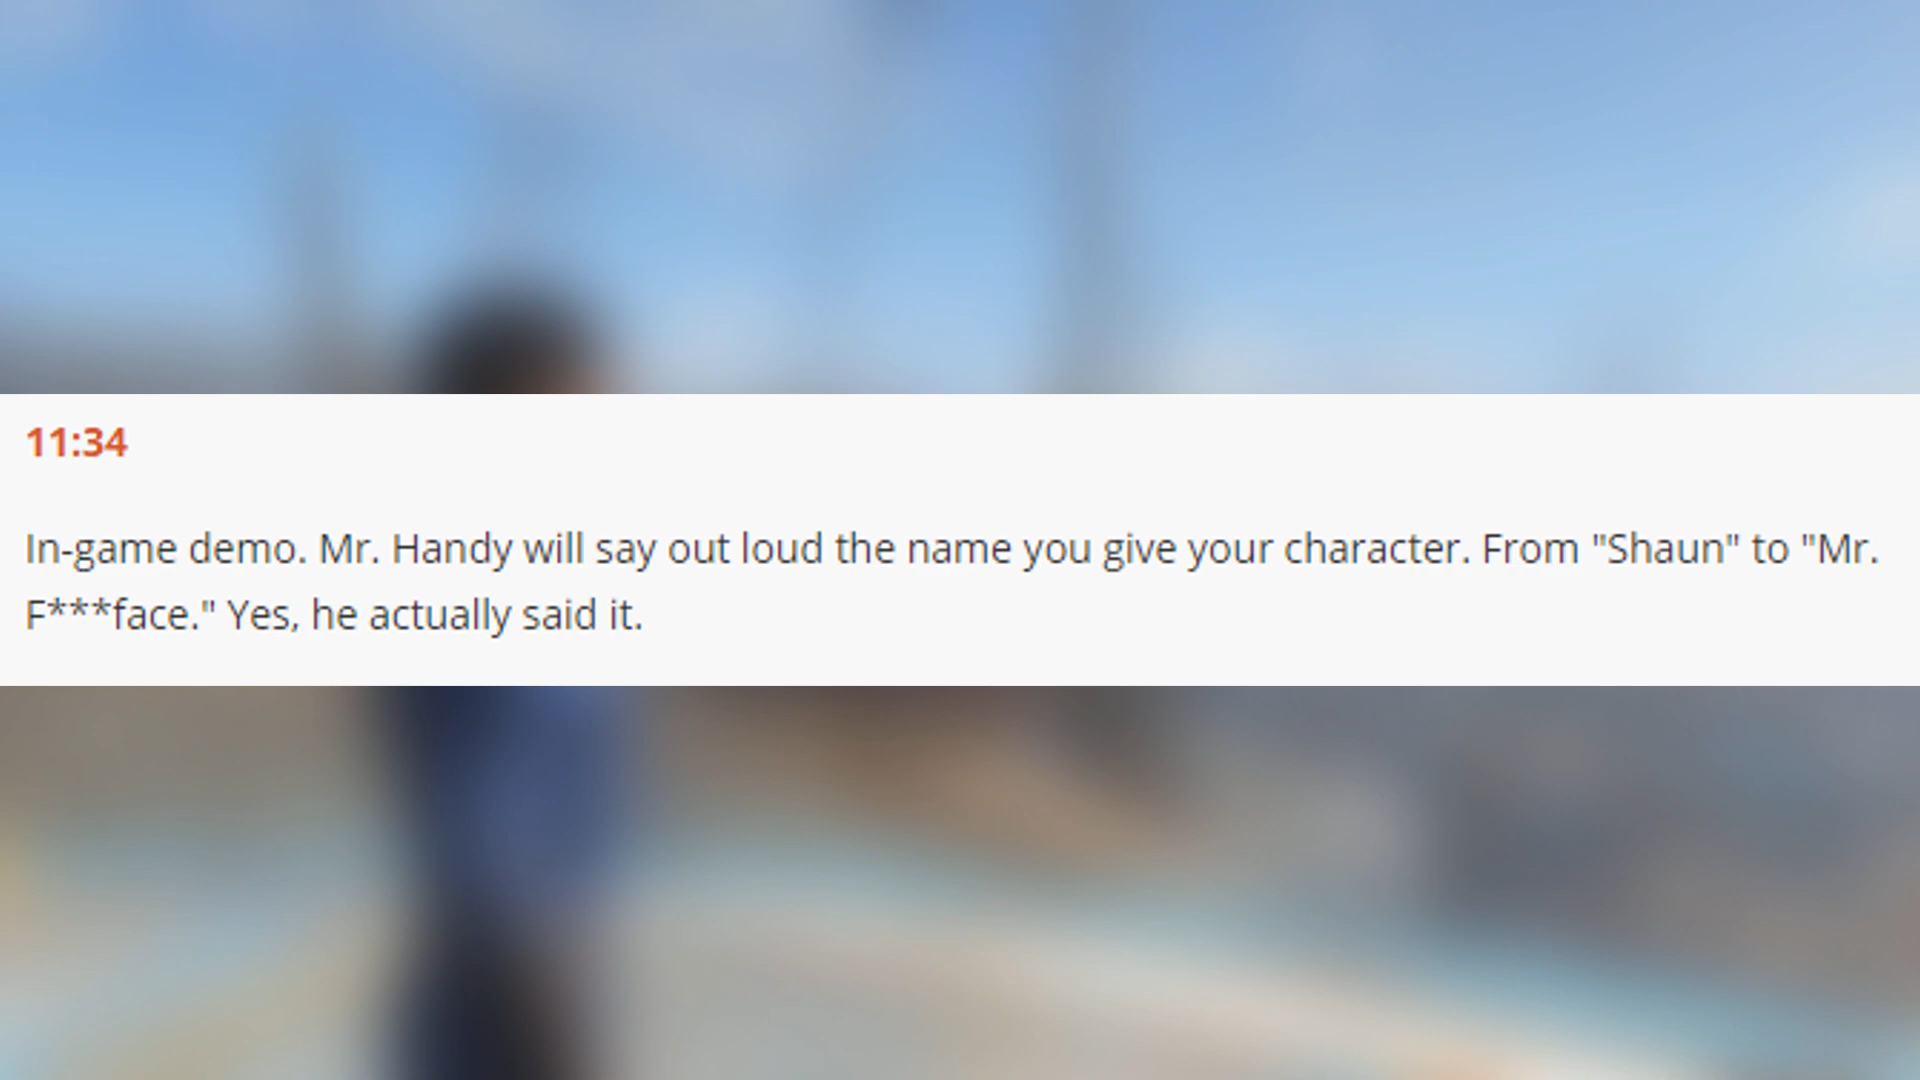 11:34
In-game demo. Mr. Handy will say out loud the name you give your character. From "Shaun" to "Mr.
F***face." Yes, he actually said it.